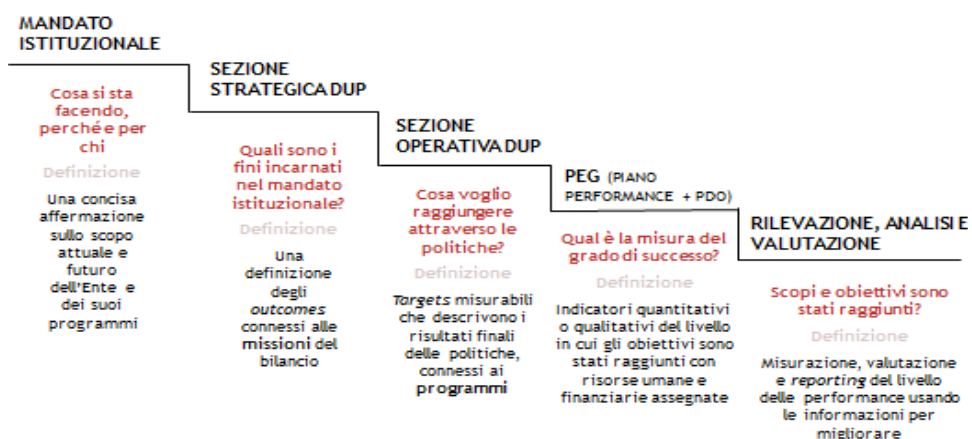 MANDATO
ISTITUZIONALE
Cosa si sta
facendo,
perché e per
chi
Definizione
Una concisa
affermazione
sullo scopo
attuale e
futuro
dell'Ente e
dei suoi
programmi
SEZIONE
STRATEGICA DUP
Quali sono i
fini incarnati
nel mandato
istituzionale?
Definizione
Una
definizione
degli
outcomes
connessi alle
missioni del
bilancio
SEZIONE
OPERATIVA DUP
Cosa voglio
raggiungere
attraverso le
politiche?
Definizione
Targets misurabili
che descrivono i
risultati finali
delle politiche,
connessi ai
programmi
PEG (PIANO
PERFORMANCE + PDO)
Qual è la misura del
grado di successo?
Definizione
Indicatori quantitativi
o qualitativi del livello
in cui gli obiettivi sono
stati raggiunti con
risorse umane e
finanziarie assegnate
RILEVAZIONE, ANALISI E
VALUTAZIONE
Scopi e obiettivi sono
stati raggiunti?
Definizione
Misurazione, valutazione
e reporting del livello
delle performance usando
le informazioni per
migliorare